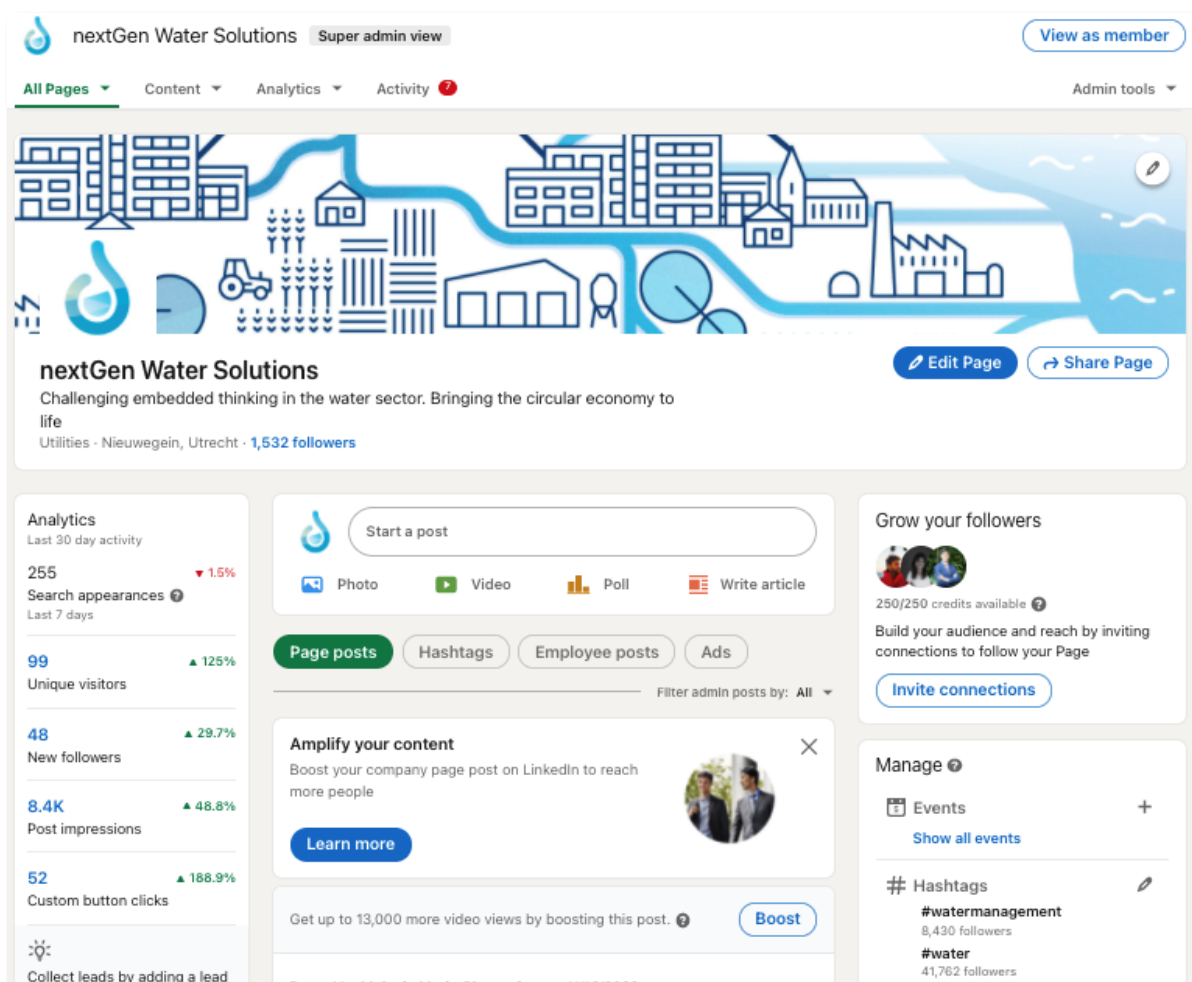 nextGen Water Solutions Super admin view View as member
All Pages Content Analytics Activity 7 Admin tools
nextGen Water Solutions
Edit Page Share Page
Challenging embedded thinking in the water sector. Bringing the circular economy to
life
Utilities · Nieuwegein, Utrecht · 1,532 followers
Analytics
Last 30 day activity
255 ▼ 1.5%
Search appearances
Last 7 days
99 ▲ 125%
Unique visitors
48 ▲ 29.7%
New followers
8.4K ▲ 48.8%
Post impressions
52 ▲ 188.9%
Custom button clicks
Collect leads by adding a lead
Start a post
Photo Video Poll Write article
Page posts Hashtags Employee posts Ads
Filter admin posts by: All
Amplify your content
Boost your company page post on LinkedIn to reach
more people
Learn more
Get up to 13,000 more video views by boosting this post. Boost
Grow your followers
250/250 credits available
Build your audience and reach by inviting
connections to follow your Page
Invite connections
Manage
Events
Show all events
Hashtags
#watermanagement
8,430 followers
#water
41,762 followers